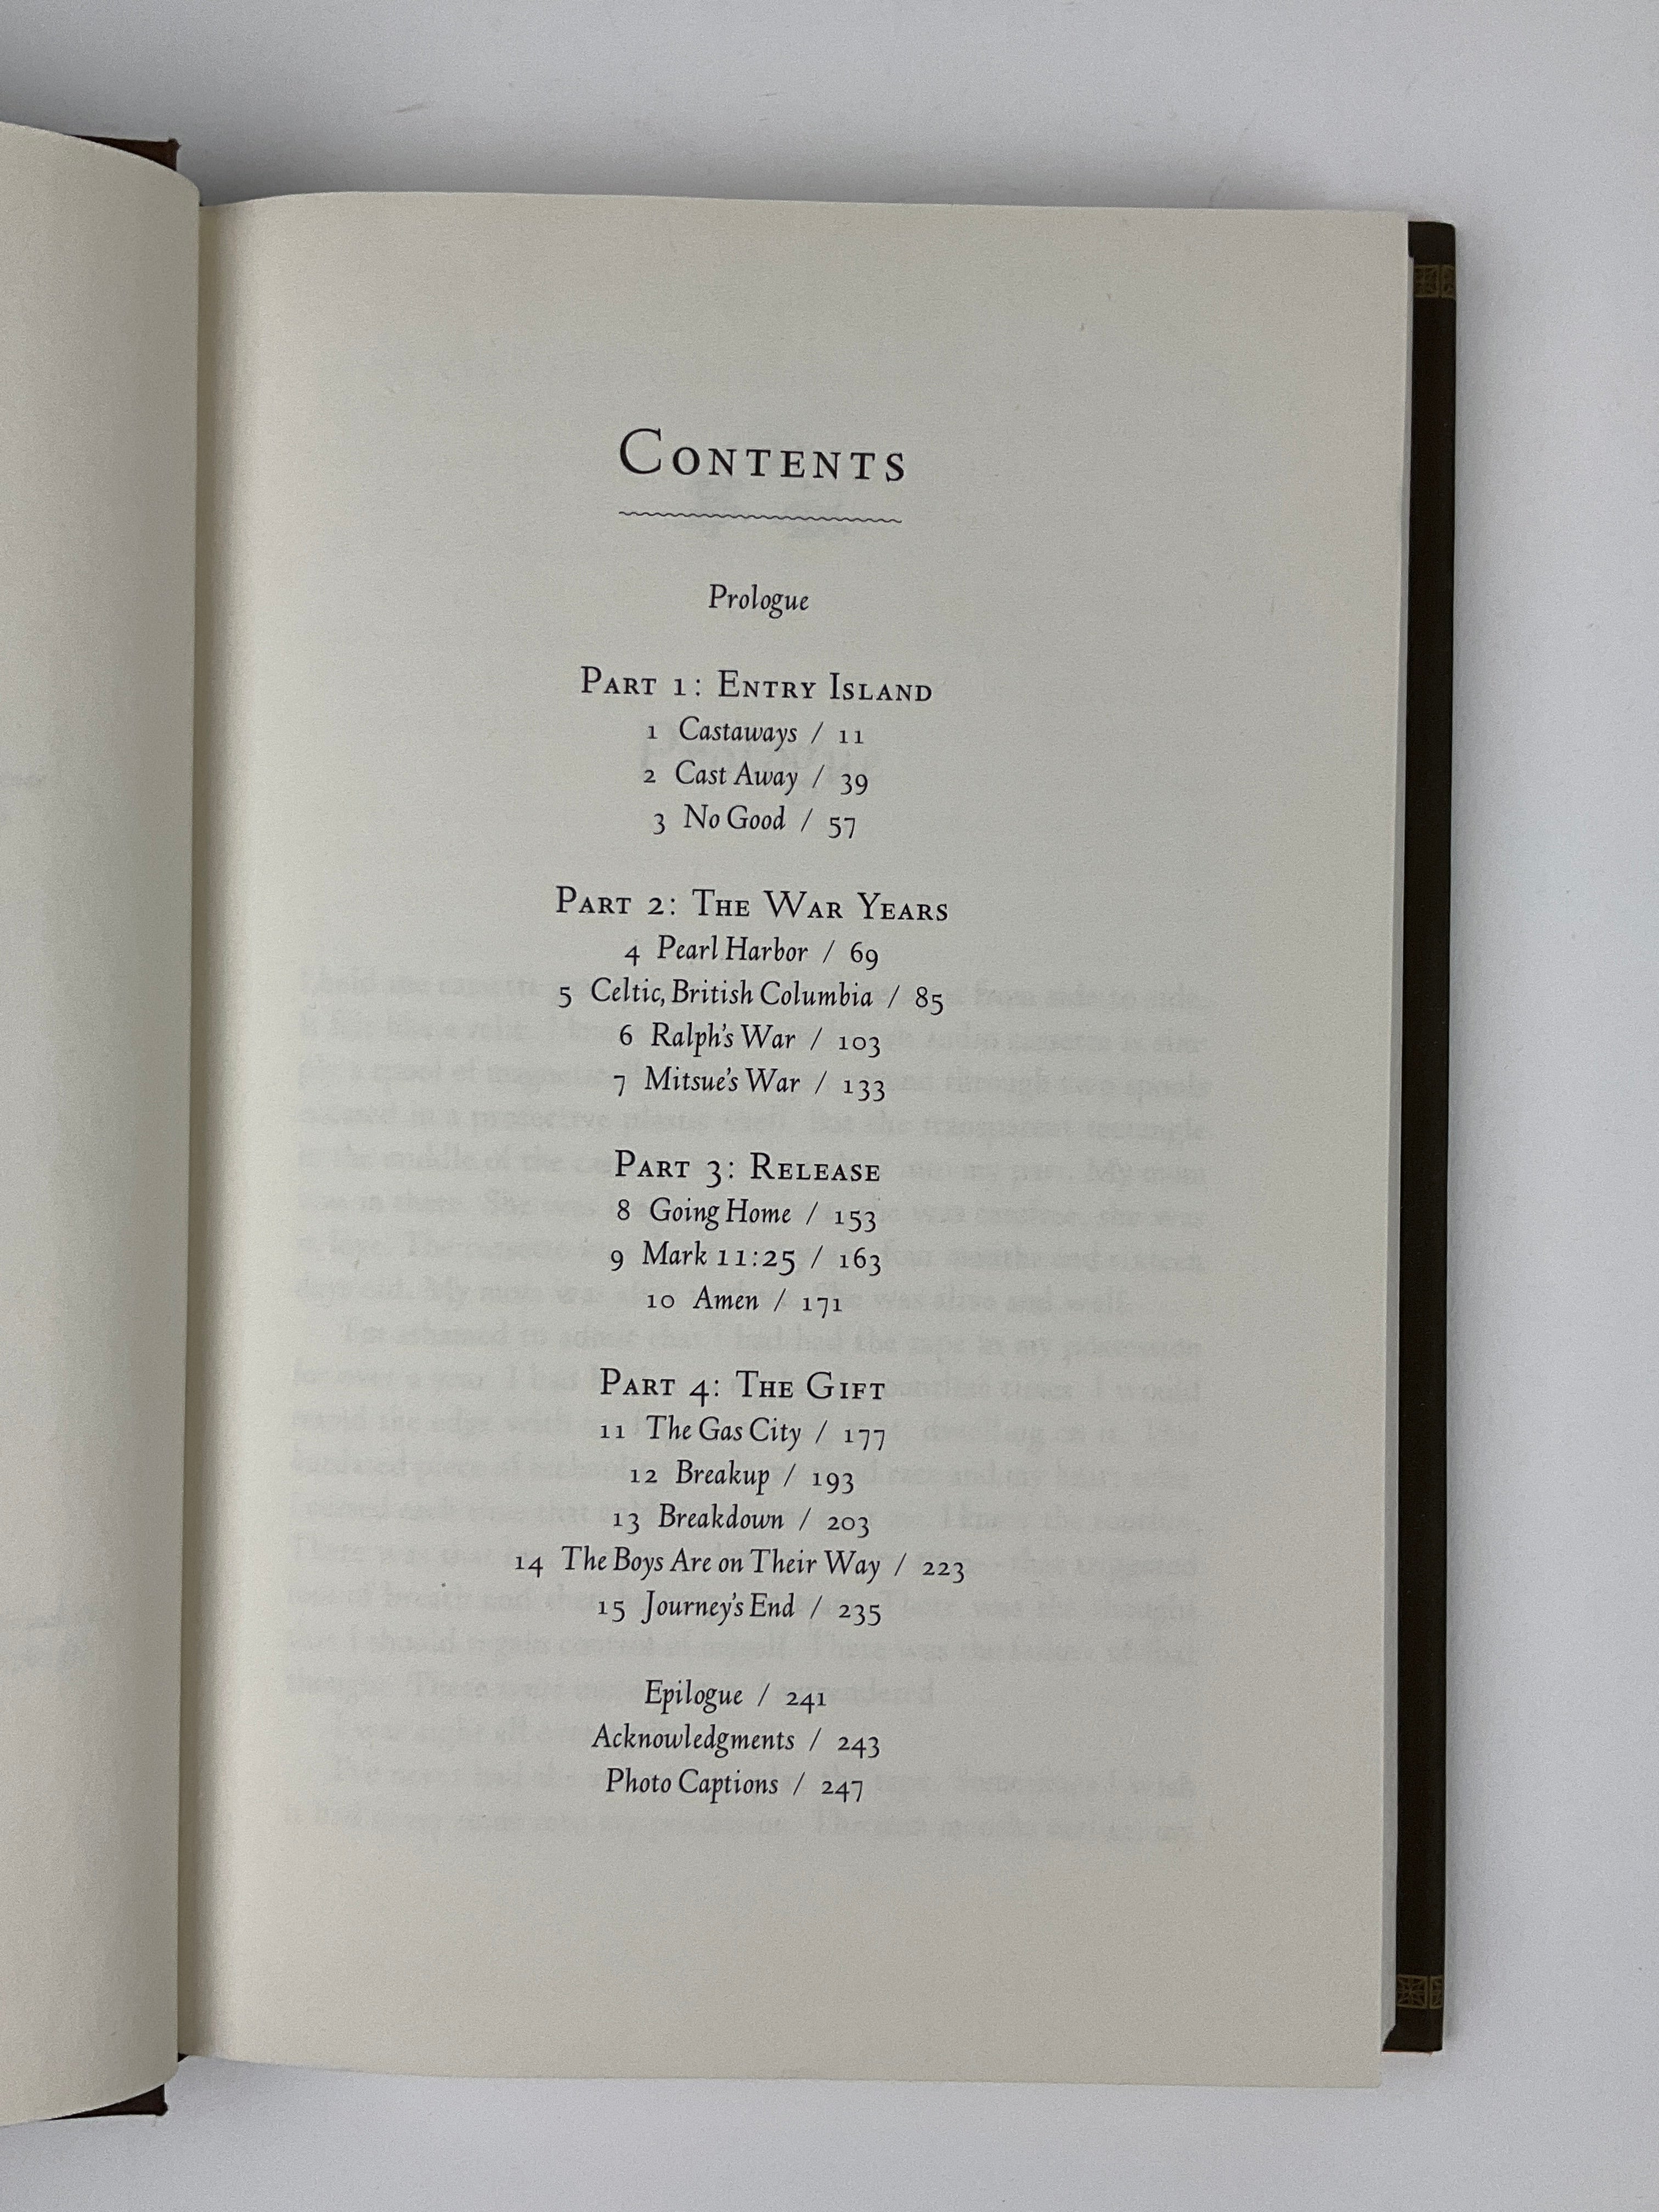 Contents
Prologue
Part 1: Entry Island
1 Castaways / 11
2 Cast Away / 39
3 No Good / 57
Part 2: The War Years
4 Pearl Harbor / 69
5 Celtic, British Columbia / 85
6 Ralph's War / 103
7 Mitsue's War / 133
Part 3: Release
8 Going Home / 153
9 Mark 11:25 / 163
10 Amen / 171
Part 4: The Gift
11 The Gas City / 177
12 Breakup / 193
13 Breakdown / 203
14 The Boys Are on Their Way / 223
15 Journey's End / 235
Epilogue / 241
Acknowledgments / 243
Photo Captions / 247